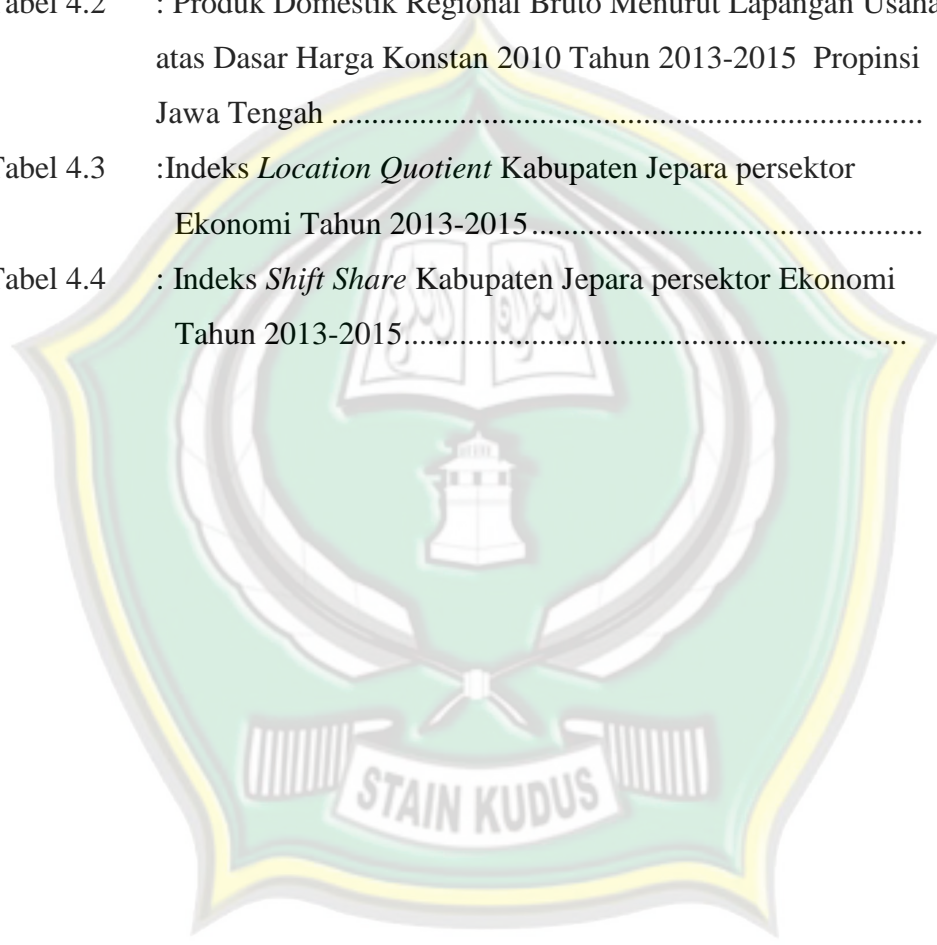 Tabel 4.2 : Produk Domestik Regional Bruto Menurut Lapangan Usaha
atas Dasar Harga Konstan 2010 Tahun 2013-2015 Propinsi
Jawa Tengah ............................................................................
Tabel 4.3 :Indeks Location Quotient Kabupaten Jepara persektor
Ekonomi Tahun 2013-2015..................................................
Tabel 4.4 : Indeks Shift Share Kabupaten Jepara persektor Ekonomi
Tahun 2013-2015.................................................................
STAIN KUDUS